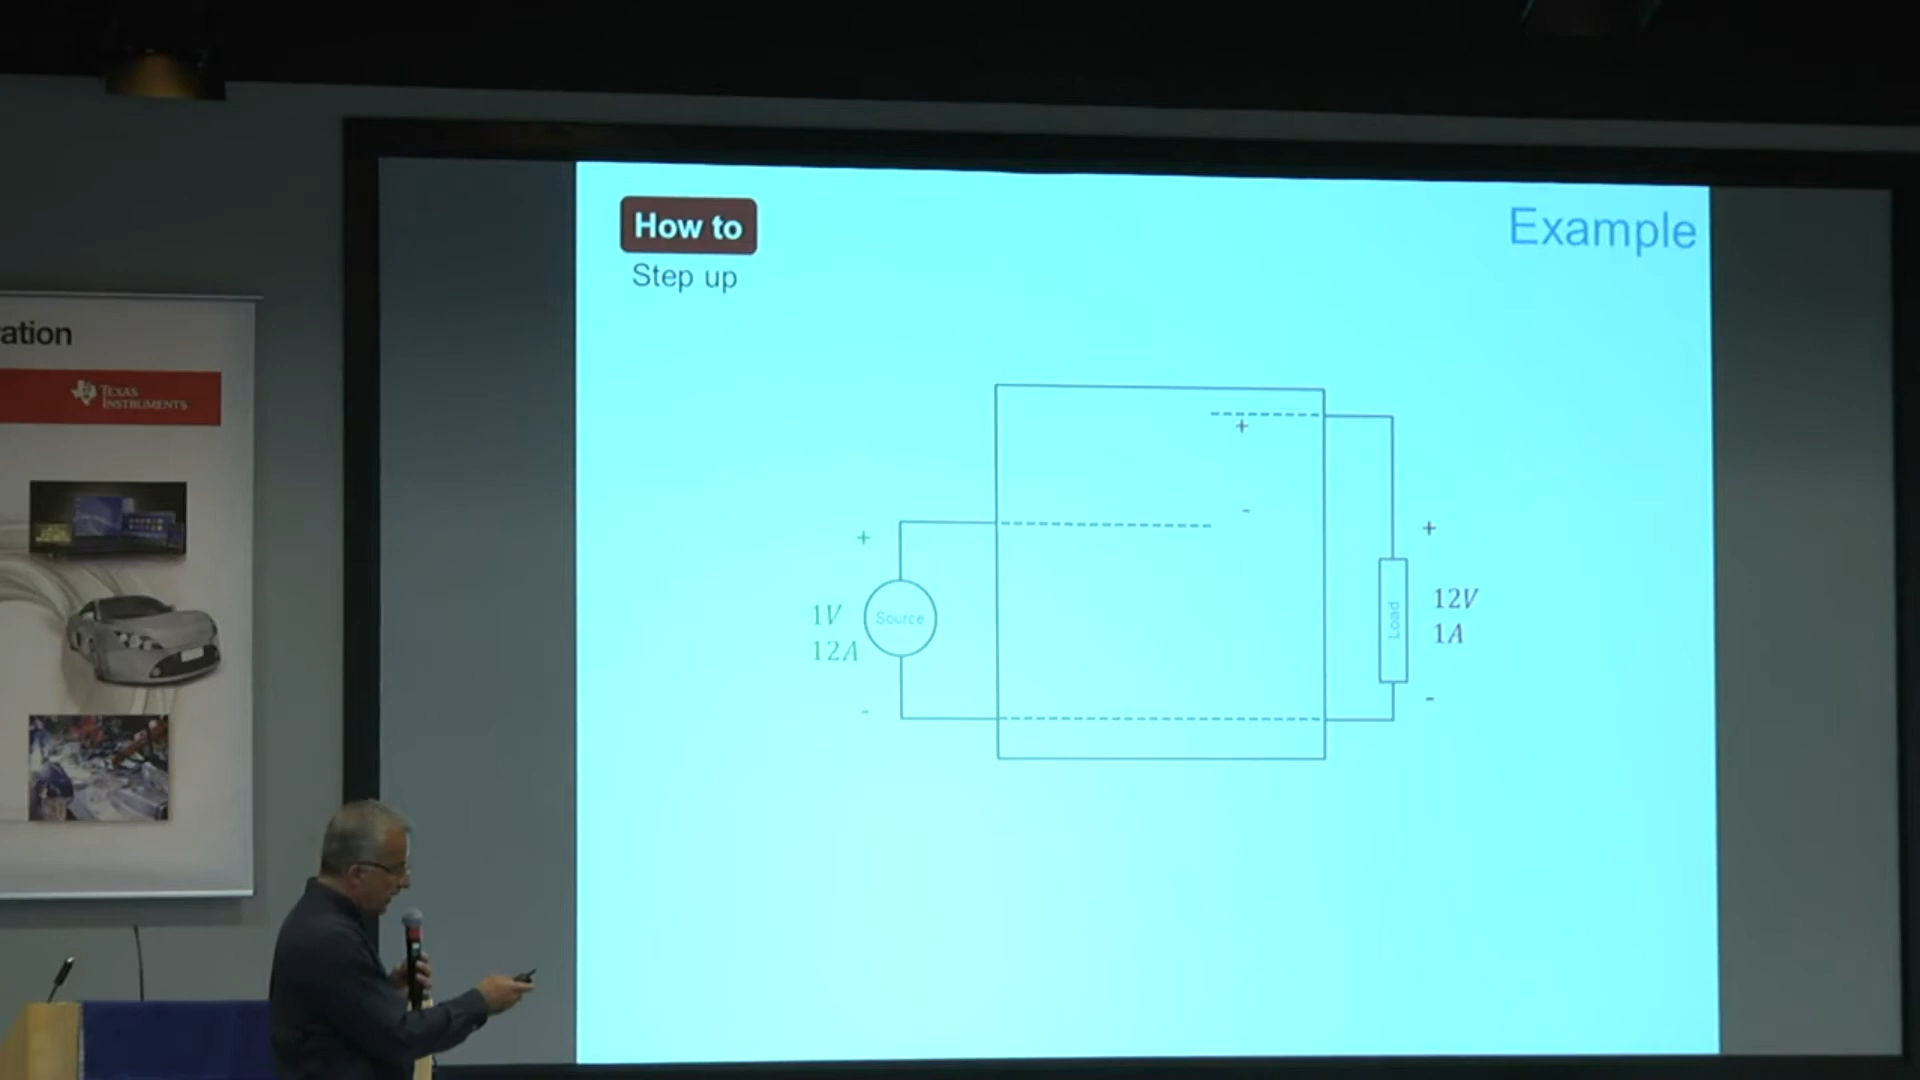 How to
Example
Step up
ation
TEXAS
INSTRUMENTS
+
-
+
+
1V
12A
Source
Load
12V
1A
-
-